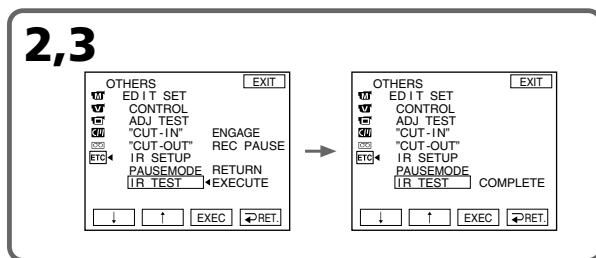 2,3
OTHERS EXIT
EDIT SET
CONTROL
ADJ TEST
"CUT-IN" ENGAGE
"CUT-OUT" REC PAUSE
ETC IR SETUP
PAUSEMODE RETURN
IR TEST EXECUTE
↓ ↑ EXEC RET.
OTHERS EXIT
EDIT SET
CONTROL
ADJ TEST
"CUT-IN"
"CUT-OUT"
ETC IR SETUP
PAUSEMODE
IR TEST COMPLETE
↓ ↑ EXEC RET.